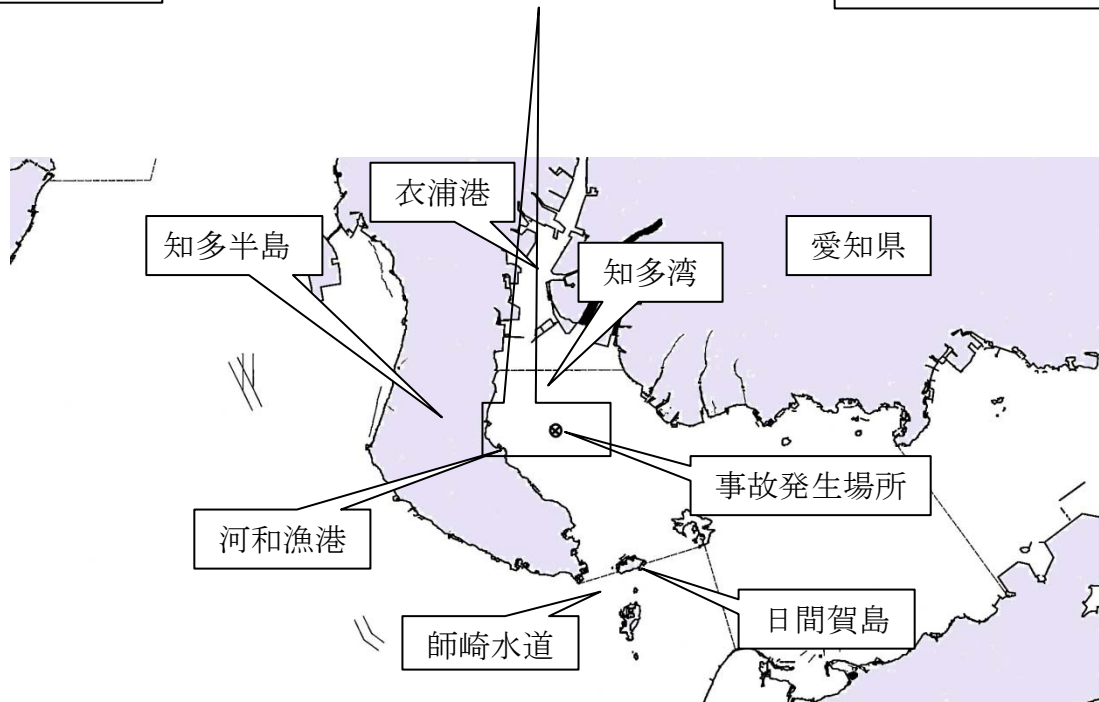 衣浦港
知多半島
愛知県
知多湾
事故発生場所
河和漁港
日間賀島
師崎水道